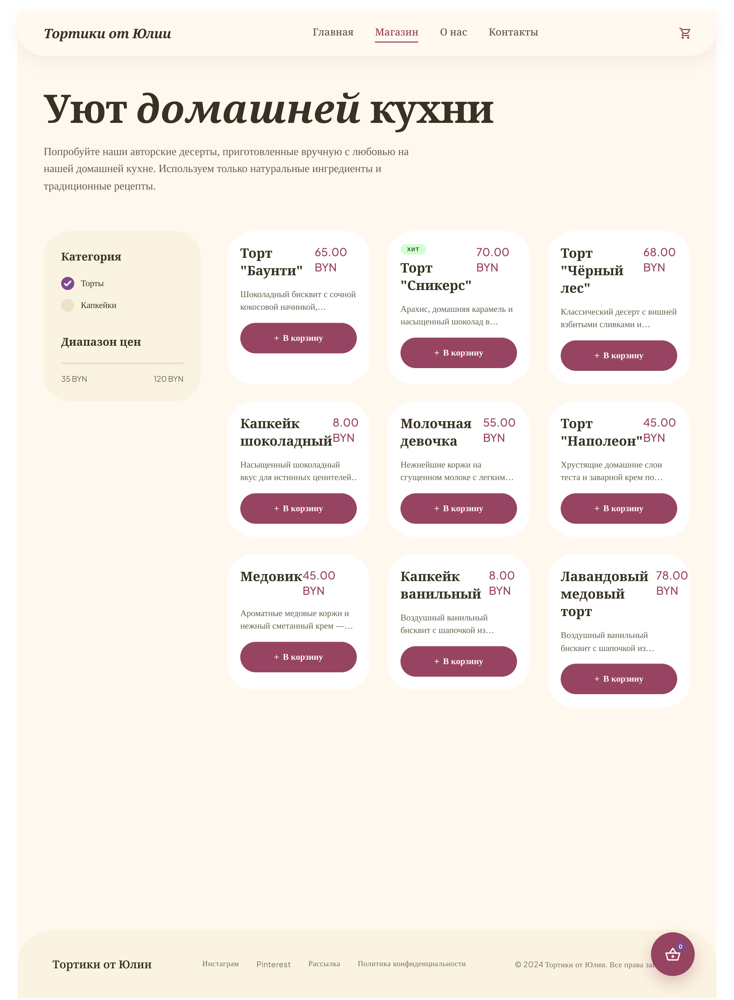 Тортики от Юлии
Главная
Магазин
О нас
Контакты
Уют домашней кухни
Попробуйте наши авторские десерты, приготовленные вручную с любовью на
нашей домашней кухне. Используем только натуральные ингредиенты и
традиционные рецепты.
Категория
Торты
Капкейки
Диапазон цен
35 BYN
120 BYN
Торт
"Баунти"
65.00
BYN
Шоколадный бисквит с сочной
кокосовой начинкой,…
+ В корзину
ХИТ
Торт
"Сникерс"
70.00
BYN
Арахис, домашняя карамель и
насыщенный шоколад в…
+ В корзину
Торт
"Чёрный
лес"
68.00
BYN
Классический десерт с вишней
взбитыми сливками и…
+ В корзину
Капкейк
шоколадный
8.00
BYN
Насыщенный шоколадный
вкус для истинных ценителей..
+ В корзину
Молочная
девочка
55.00
BYN
Нежнейшие коржи на
сгущенном молоке с легким…
+ В корзину
Торт
"Наполеон"
45.00
BYN
Хрустящие домашние слои
теста и заварной крем по…
+ В корзину
Медовик
45.00
BYN
Ароматные медовые коржи и
нежный сметанный крем —…
+ В корзину
Капкейк
ванильный
8.00
BYN
Воздушный ванильный
бисквит с шапочкой из…
+ В корзину
Лавандовый
медовый
торт
78.00
BYN
Воздушный ванильный
бисквит с шапочкой из…
+ В корзину
Тортики от Юлии
Инстаграм
Pinterest
Рассылка
Политика конфиденциальности
© 2024 Тортики от Юлии. Все права
0